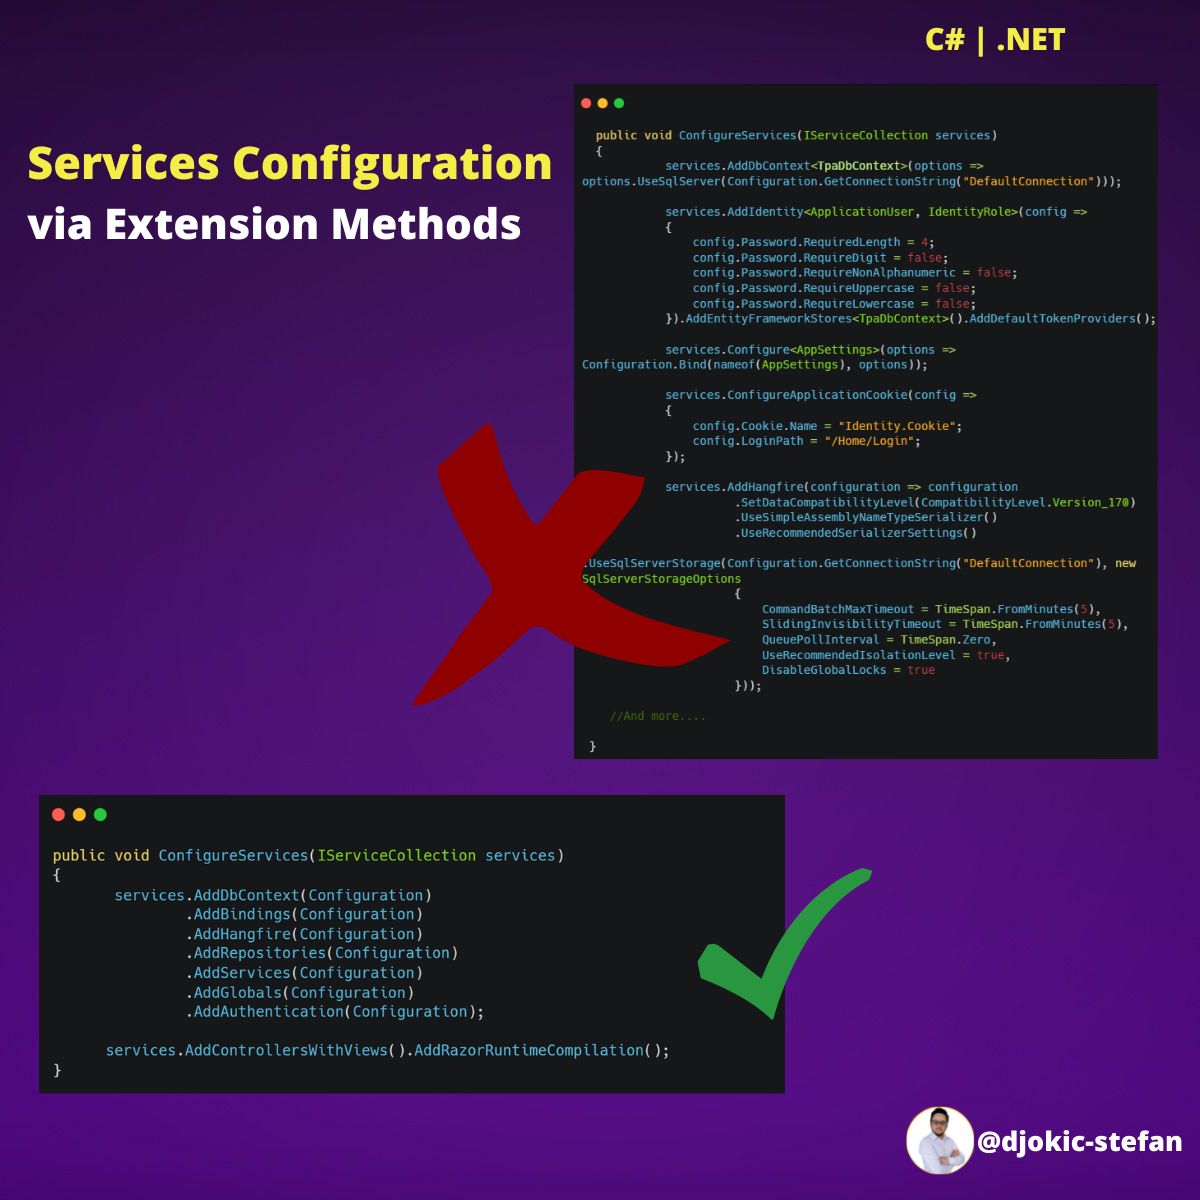 C# | .NET
Services Configuration
via Extension Methods
public void ConfigureServices(IServiceCollection services)
{
services.AddDbContext<TpaDbContext>(options =>
options.UseSqlServer(Configuration.GetConnectionString("DefaultConnection")));
services.AddIdentity<ApplicationUser, IdentityRole>(config =>
{
config.Password.RequiredLength = 4;
config.Password.RequireDigit = false;
config.Password.RequireNonAlphanumeric = false;
config.Password.RequireUppercase = false;
config.Password.RequireLowercase = false;
}).AddEntityFrameworkStores<TpaDbContext>().AddDefaultTokenProviders();
services.Configure<AppSettings>(options =>
Configuration.Bind(nameof(AppSettings), options));
services.ConfigureApplicationCookie(config =>
{
config.Cookie.Name = "Identity.Cookie";
config.LoginPath = "/Home/Login";
});
services.AddHangfire(configuration => configuration
.SetDataCompatibilityLevel(CompatibilityLevel.Version_170)
.UseSimpleAssemblyNameTypeSerializer()
.UseRecommendedSerializerSettings()
.UseSqlServerStorage(Configuration.GetConnectionString("DefaultConnection"), new
SqlServerStorageOptions
{
CommandBatchMaxTimeout = TimeSpan.FromMinutes(5),
SlidingInvisibilityTimeout = TimeSpan.FromMinutes(5),
QueuePollInterval = TimeSpan.Zero,
UseRecommendedIsolationLevel = true,
DisableGlobalLocks = true
}));
//And more....
}
public void ConfigureServices(IServiceCollection services)
{
services.AddDbContext(Configuration)
.AddBindings(Configuration)
.AddHangfire(Configuration)
.AddRepositories(Configuration)
.AddServices(Configuration)
.AddGlobals(Configuration)
.AddAuthentication(Configuration);
services.AddControllersWithViews().AddRazorRuntimeCompilation();
}
@djokic-stefan